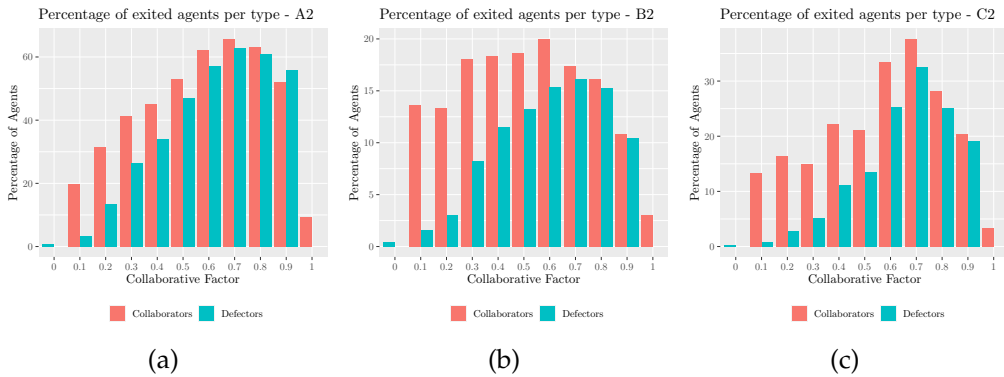 Percentage of exited agents per type - A2
Percentage of Agents
60
40
20
0
0 0.1 0.2 0.3 0.4 0.5 0.6 0.7 0.8 0.9 1
Collaborative Factor
Collaborators Defectors
(a)
Percentage of exited agents per type - B2
Percentage of Agents
20
15
10
5
0
0 0.1 0.2 0.3 0.4 0.5 0.6 0.7 0.8 0.9 1
Collaborative Factor
Collaborators Defectors
(b)
Percentage of exited agents per type - C2
Percentage of Agents
30
20
10
0
0 0.1 0.2 0.3 0.4 0.5 0.6 0.7 0.8 0.9 1
Collaborative Factor
Collaborators Defectors
(c)